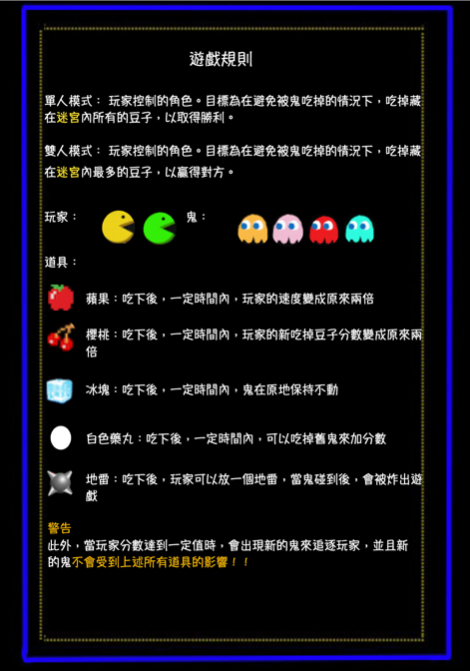 遊戲規則
單人模式： 玩家控制的角色。目標為在避免被鬼吃掉的情況下，吃掉藏
在迷宮內所有的豆子，以取得勝利。
雙人模式： 玩家控制的角色。目標為在避免被鬼吃掉的情況下，吃掉藏
在迷宮內最多的豆子，以贏得對方。
玩家： 鬼：
道具：
蘋果：吃下後，一定時間內，玩家的速度變成原來兩倍
櫻桃：吃下後，一定時間內，玩家的新吃掉豆子分數變成原來兩
倍
冰塊：吃下後，一定時間內，鬼在原地保持不動
白色藥丸：吃下後，一定時間內，可以吃掉舊鬼來加分數
地雷：吃下後，玩家可以放一個地雷，當鬼碰到後，會被炸出遊
戲
警告
此外，當玩家分數達到一定值時，會出現新的鬼來追逐玩家，並且新
的鬼不會受到上述所有道具的影響！！